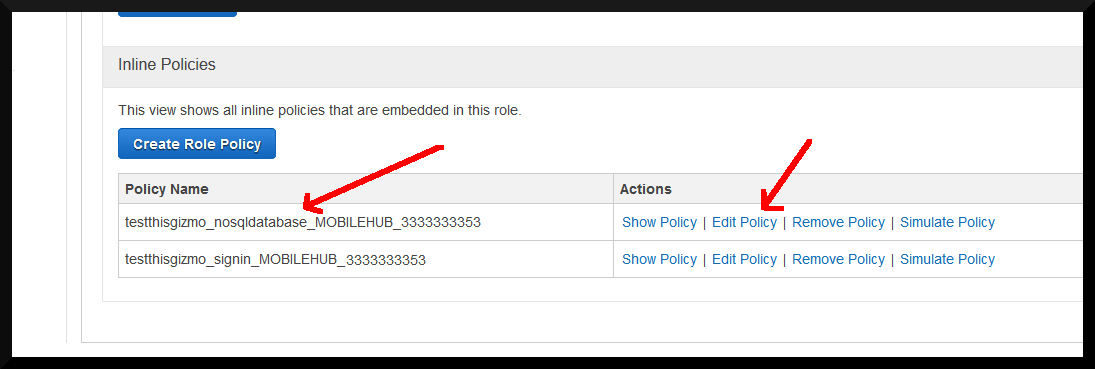 Inline Policies
This view shows all inline policies that are embedded in this role.
Create Role Policy
Policy Name Actions
testthisgizmo_nosqldatabase_MOBILEHUB_3333333353 Show Policy | Edit Policy | Remove Policy | Simulate Policy
testthisgizmo_signin_MOBILEHUB_3333333353 Show Policy | Edit Policy | Remove Policy | Simulate Policy